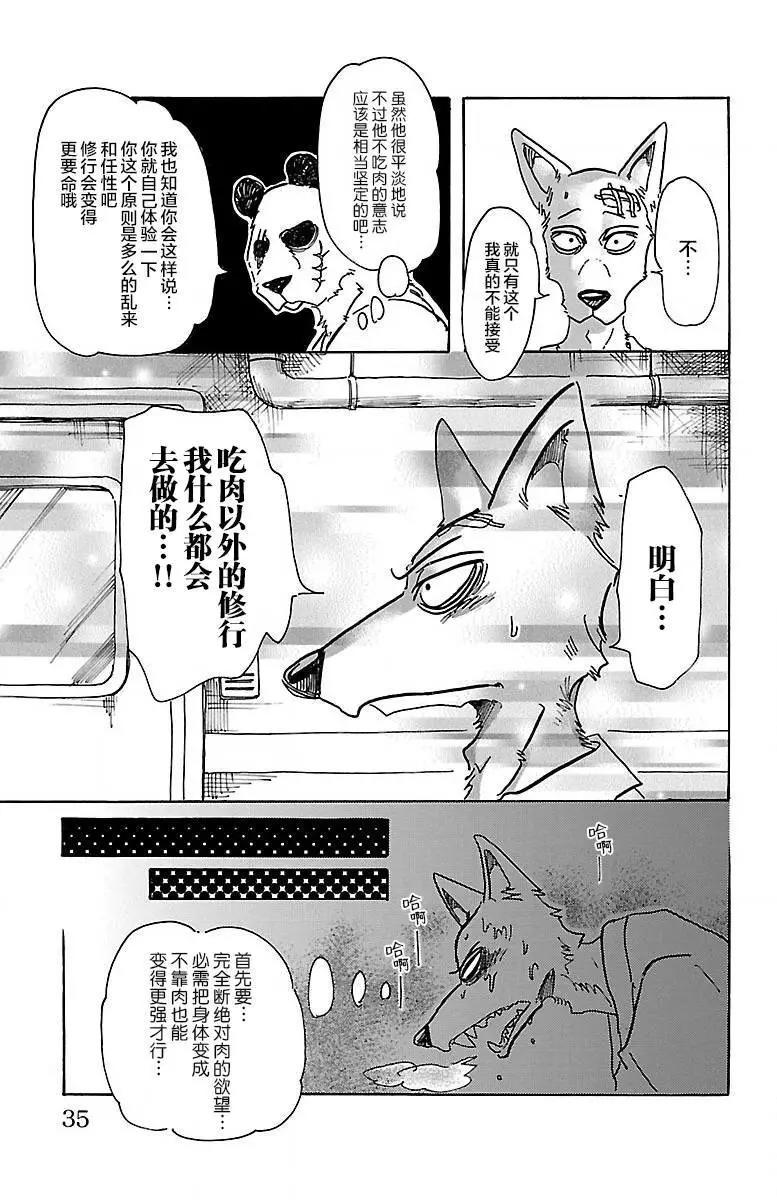 不…
就只有这个
我真的不能接受
虽然他很平淡地说
不过他不吃肉的意志
应该是相当坚定的吧…
我也知道你会这样说…
你就自己体验一下
你这个原则是多么的乱来
和任性吧
修行会变得
更要命哦
明白…
吃肉以外的修行
我什么都会
去做的…!!
哈啊—
哈啊—
哈啊—
首先要…
完全断绝对肉的欲望…
必需把身体变成
不靠肉也能
变得更强才行…
35